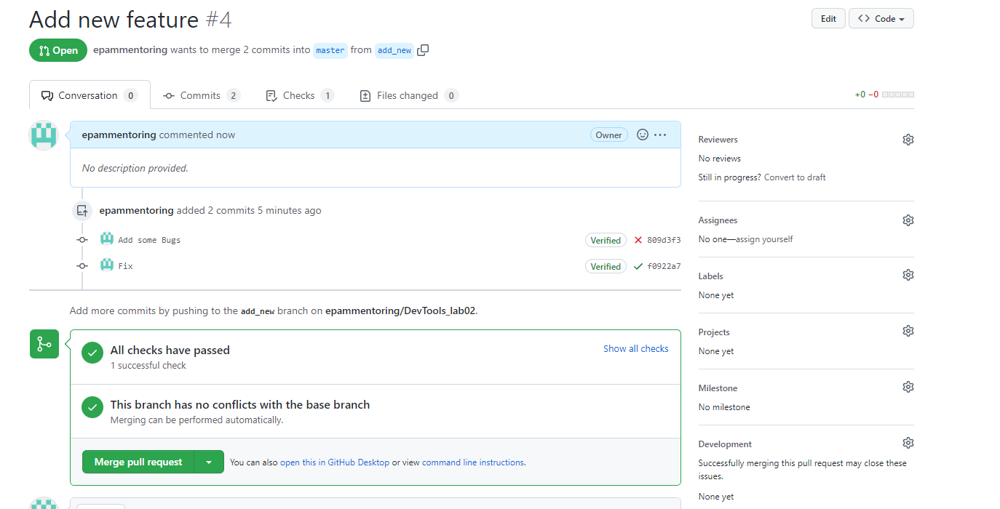 Add new feature #4
Edit
<> Code
Open
epammentoring wants to merge 2 commits into master from add_new
Conversation 0
Commits 2
Checks 1
Files changed 0
+0 −0
epammentoring commented now
Owner
No description provided.
epammentoring added 2 commits 5 minutes ago
Add some Bugs Verified 809d3f3
Fix Verified f0922a7
Add more commits by pushing to the add_new branch on epammentoring/DevTools_lab02.
All checks have passed
Show all checks
1 successful check
This branch has no conflicts with the base branch
Merging can be performed automatically.
Merge pull request
You can also open this in GitHub Desktop or view command line instructions.
Reviewers
No reviews
Still in progress? Convert to draft
Assignees
No one—assign yourself
Labels
None yet
Projects
None yet
Milestone
No milestone
Development
Successfully merging this pull request may close these
issues.
None yet